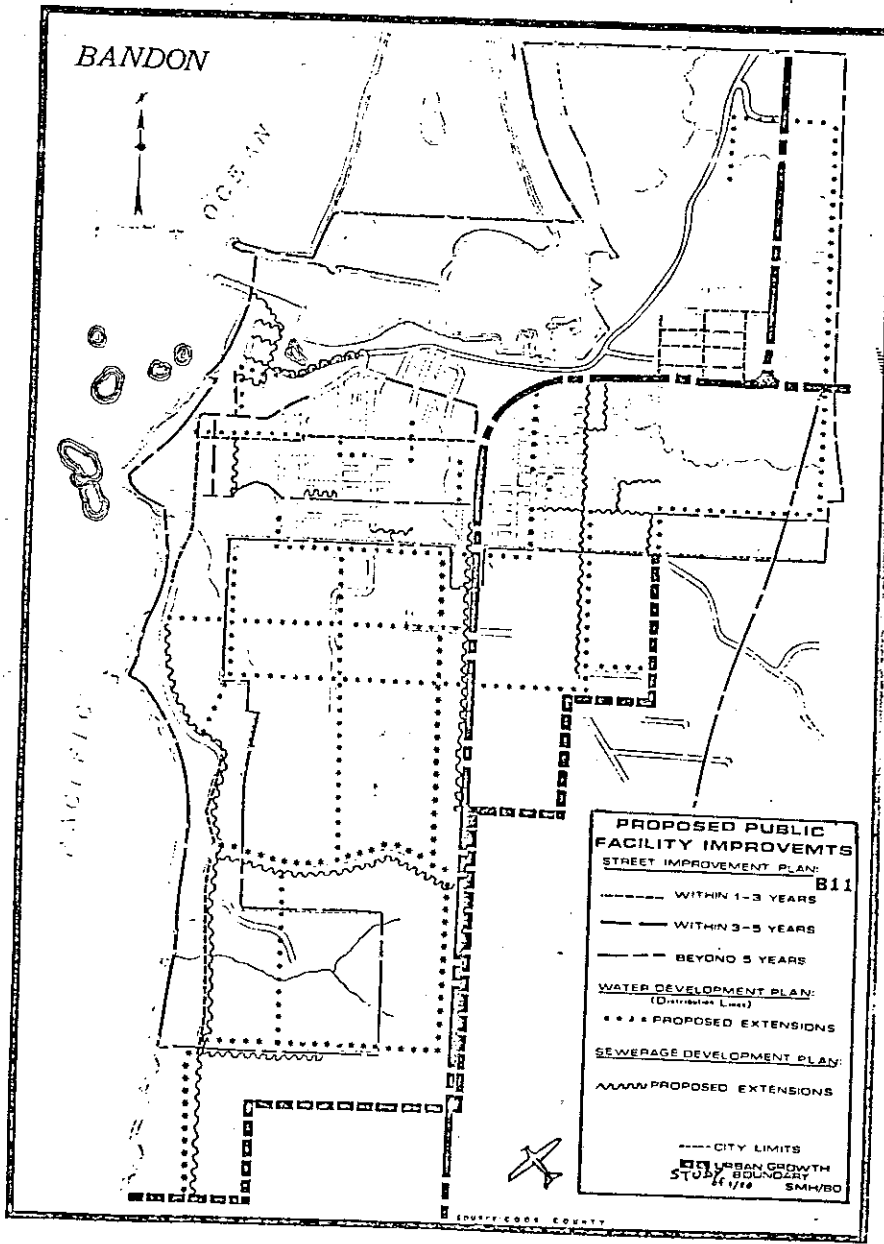 BANDON
OCEAN
PACIFIC
PROPOSED PUBLIC
FACILITY IMPROVEMTS
STREET IMPROVEMENT PLAN:
B11
WITHIN 1-3 YEARS
WITHIN 3-5 YEARS
BEYOND 5 YEARS
WATER DEVELOPMENT PLAN:
(Distribution Lines)
PROPOSED EXTENSIONS
SEWERAGE DEVELOPMENT PLAN:
PROPOSED EXTENSIONS
CITY LIMITS
URBAN GROWTH
STUDY BOUNDARY
SMH/80
COOS COUNTY